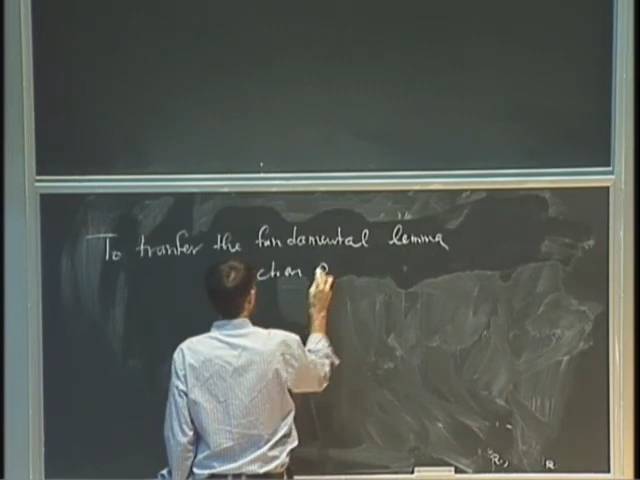 To transfer the fundamental lemma
char
R, R